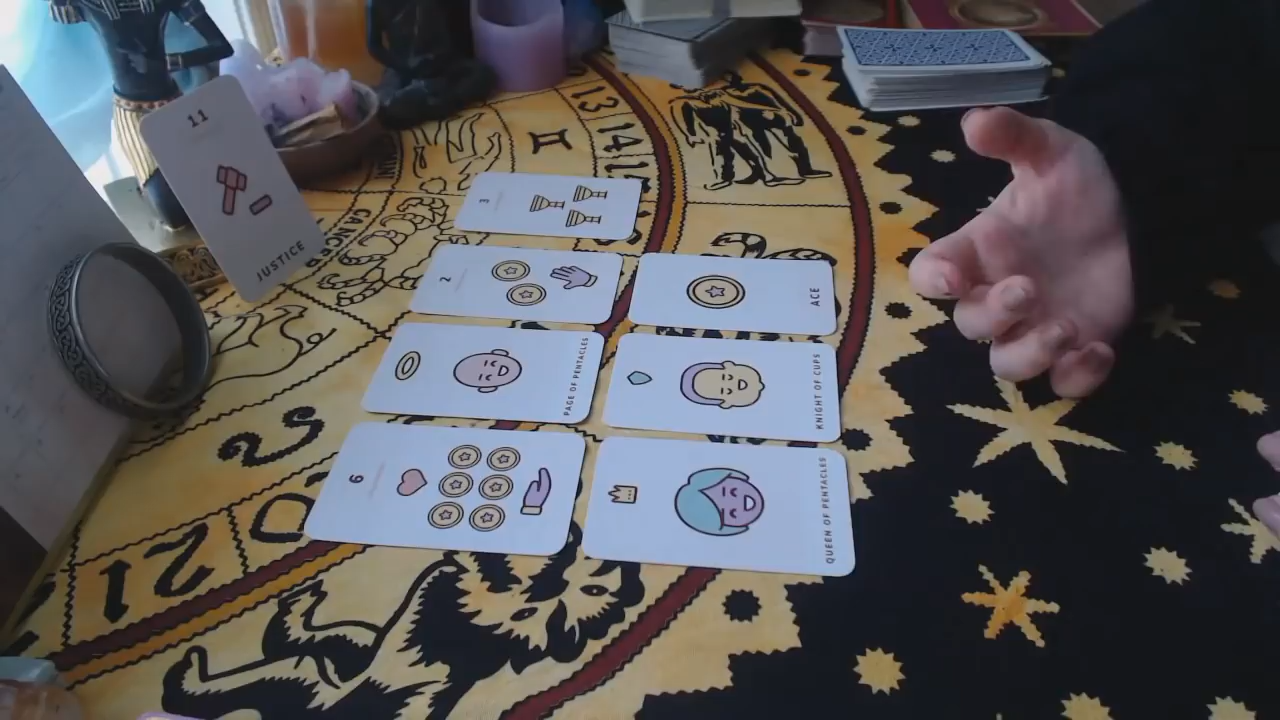 11
JUSTICE
CANCER
13
14
3
2
ACE
PAGE OF PENTACLES
KNIGHT OF CUPS
6
QUEEN OF PENTACLES
21